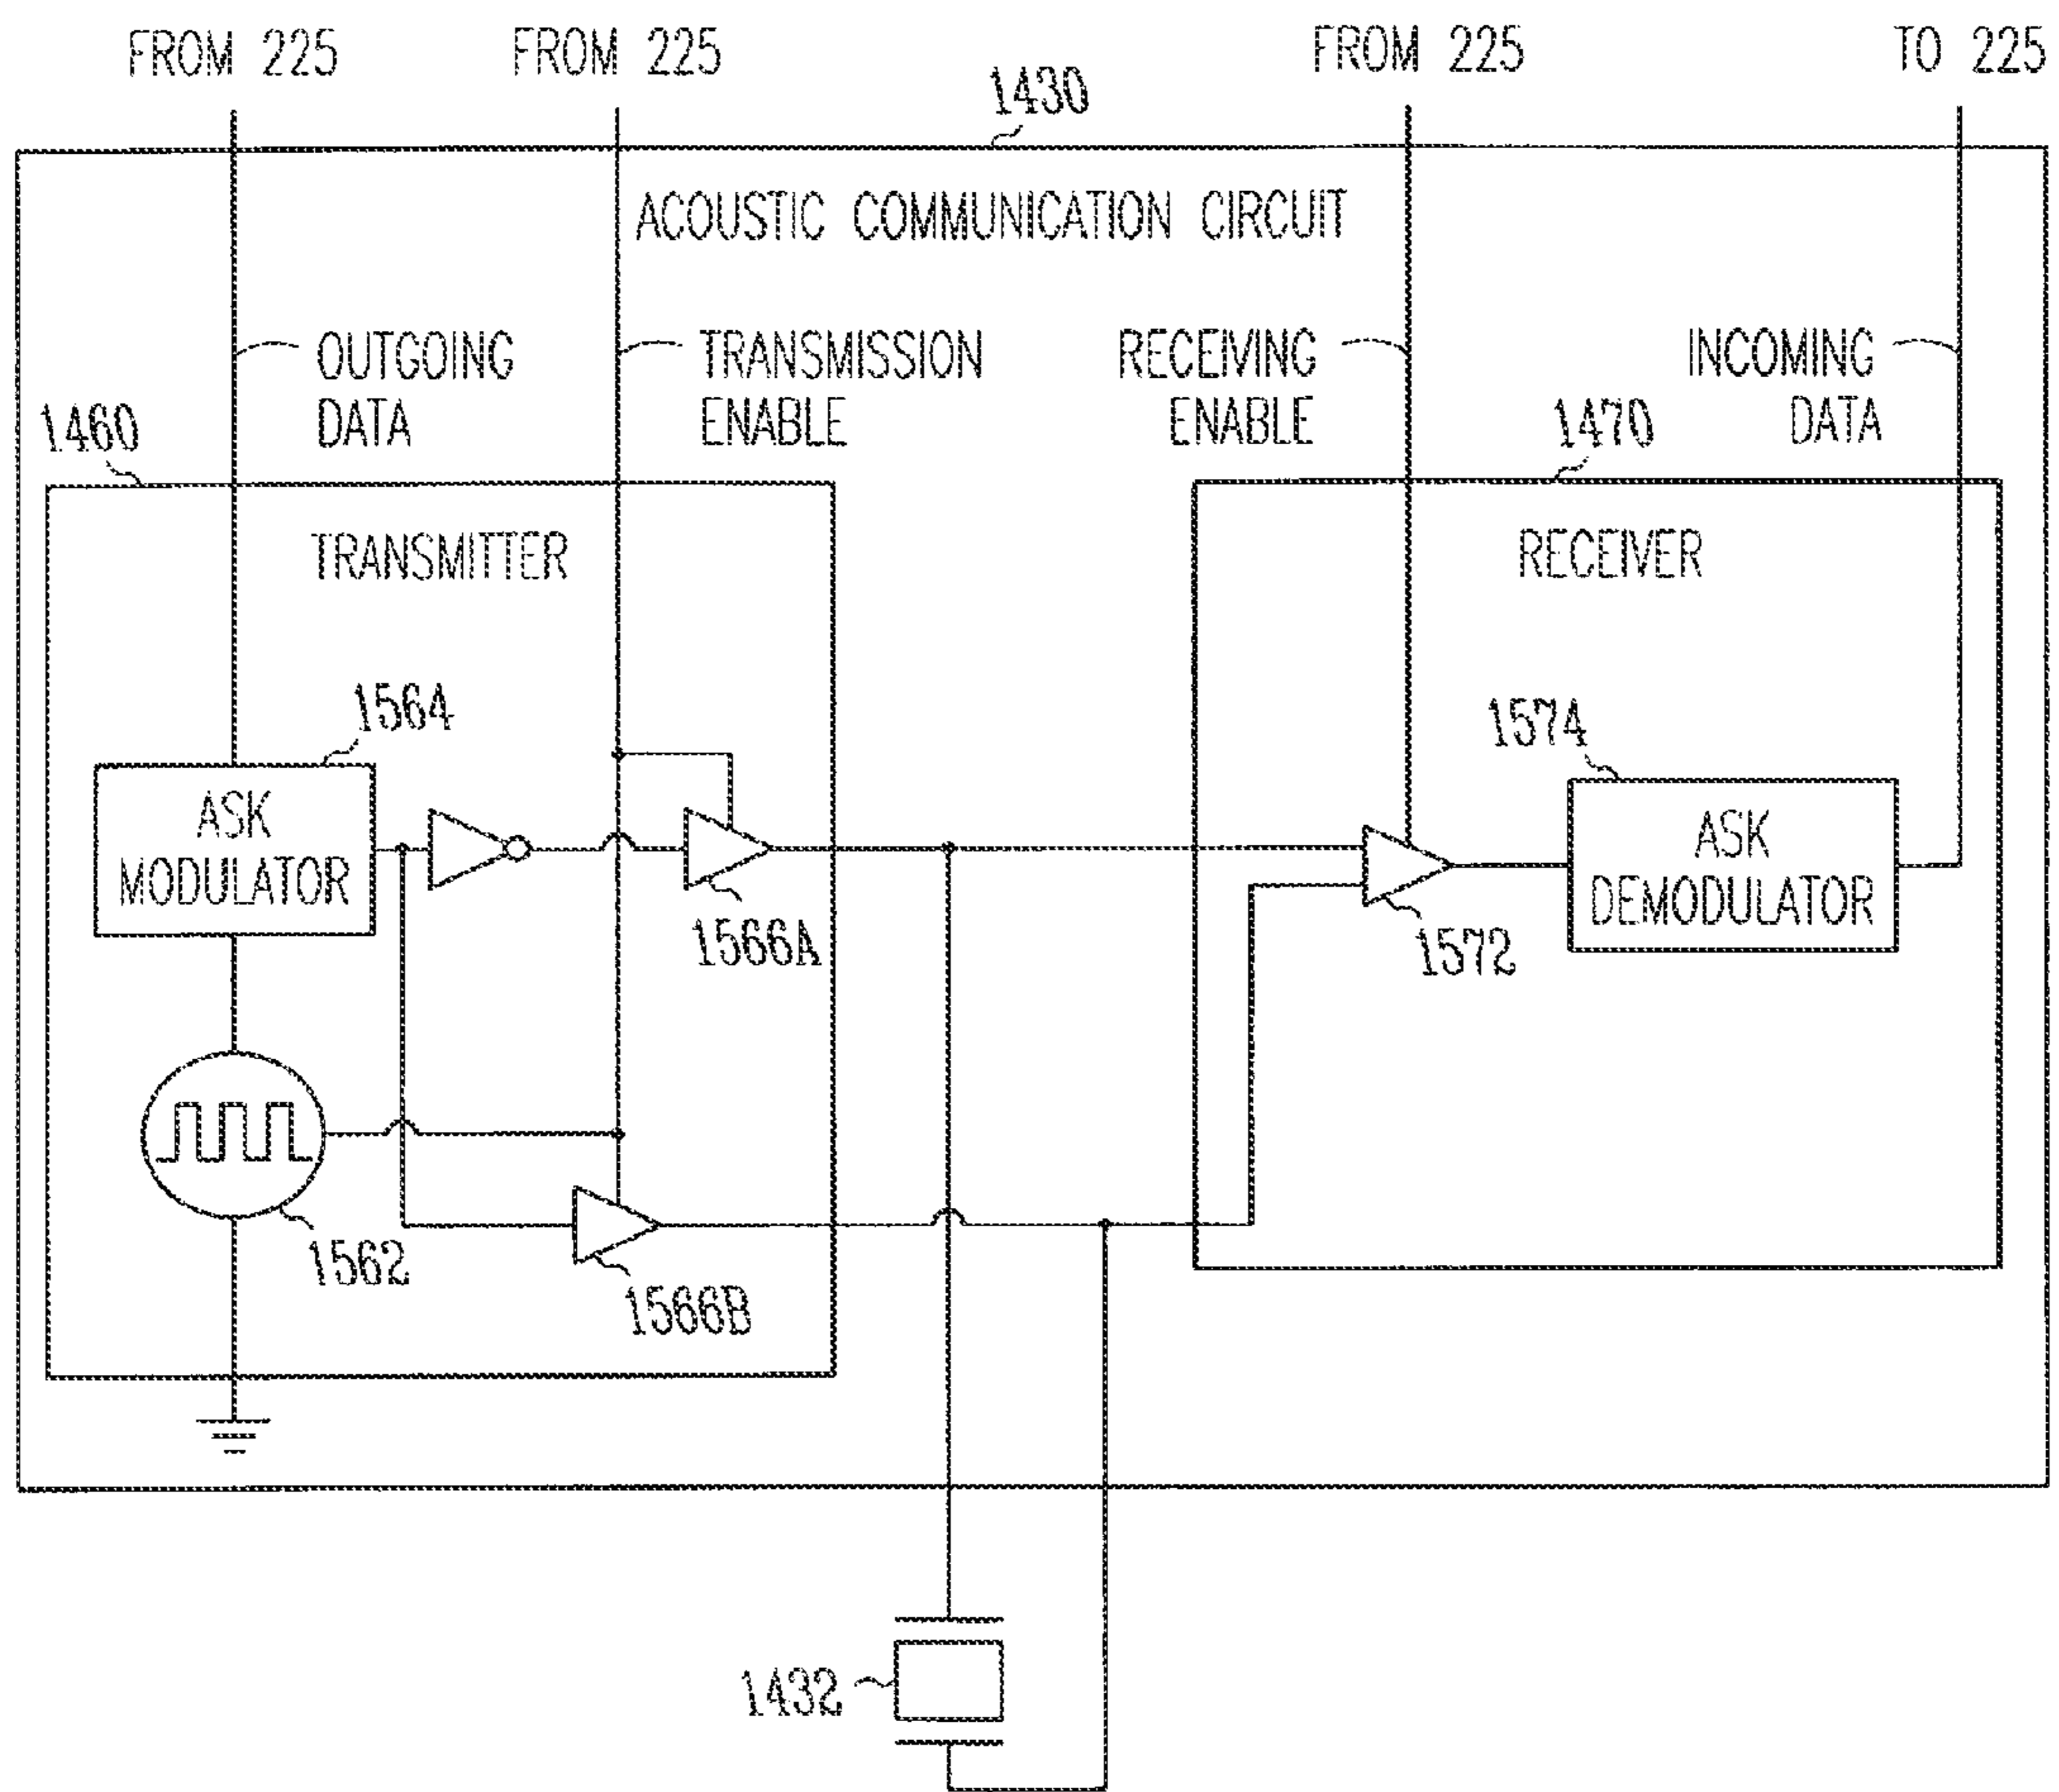 FROM 225
FROM 225
FROM 225
TO 225
1430
ACOUSTIC COMMUNICATION CIRCUIT
OUTGOING
DATA
TRANSMISSION
ENABLE
RECEIVING
ENABLE
INCOMING
DATA
1460
1470
TRANSMITTER
RECEIVER
1564
1574
ASK
MODULATOR
ASK
DEMODULATOR
1566A
1572
1562
1566B
1432